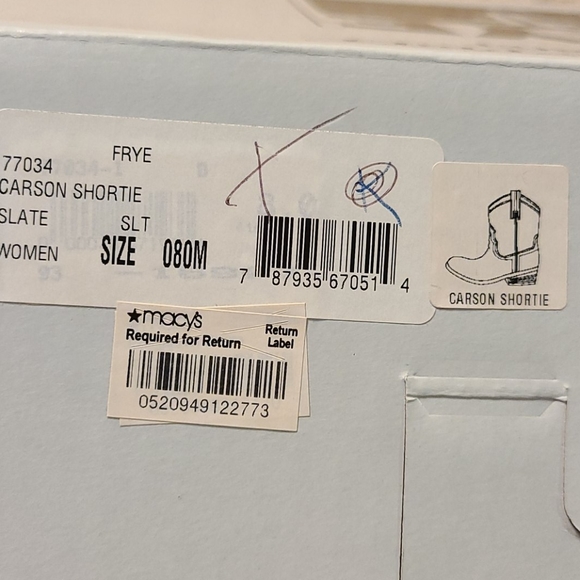 FRYE
77034
CARSON SHORTIE
SLATE SLT
WOMEN SIZE 080M
7 87935 67051 4
CARSON SHORTIE
★macy's
Required for Return
Return
Label
0520949122773